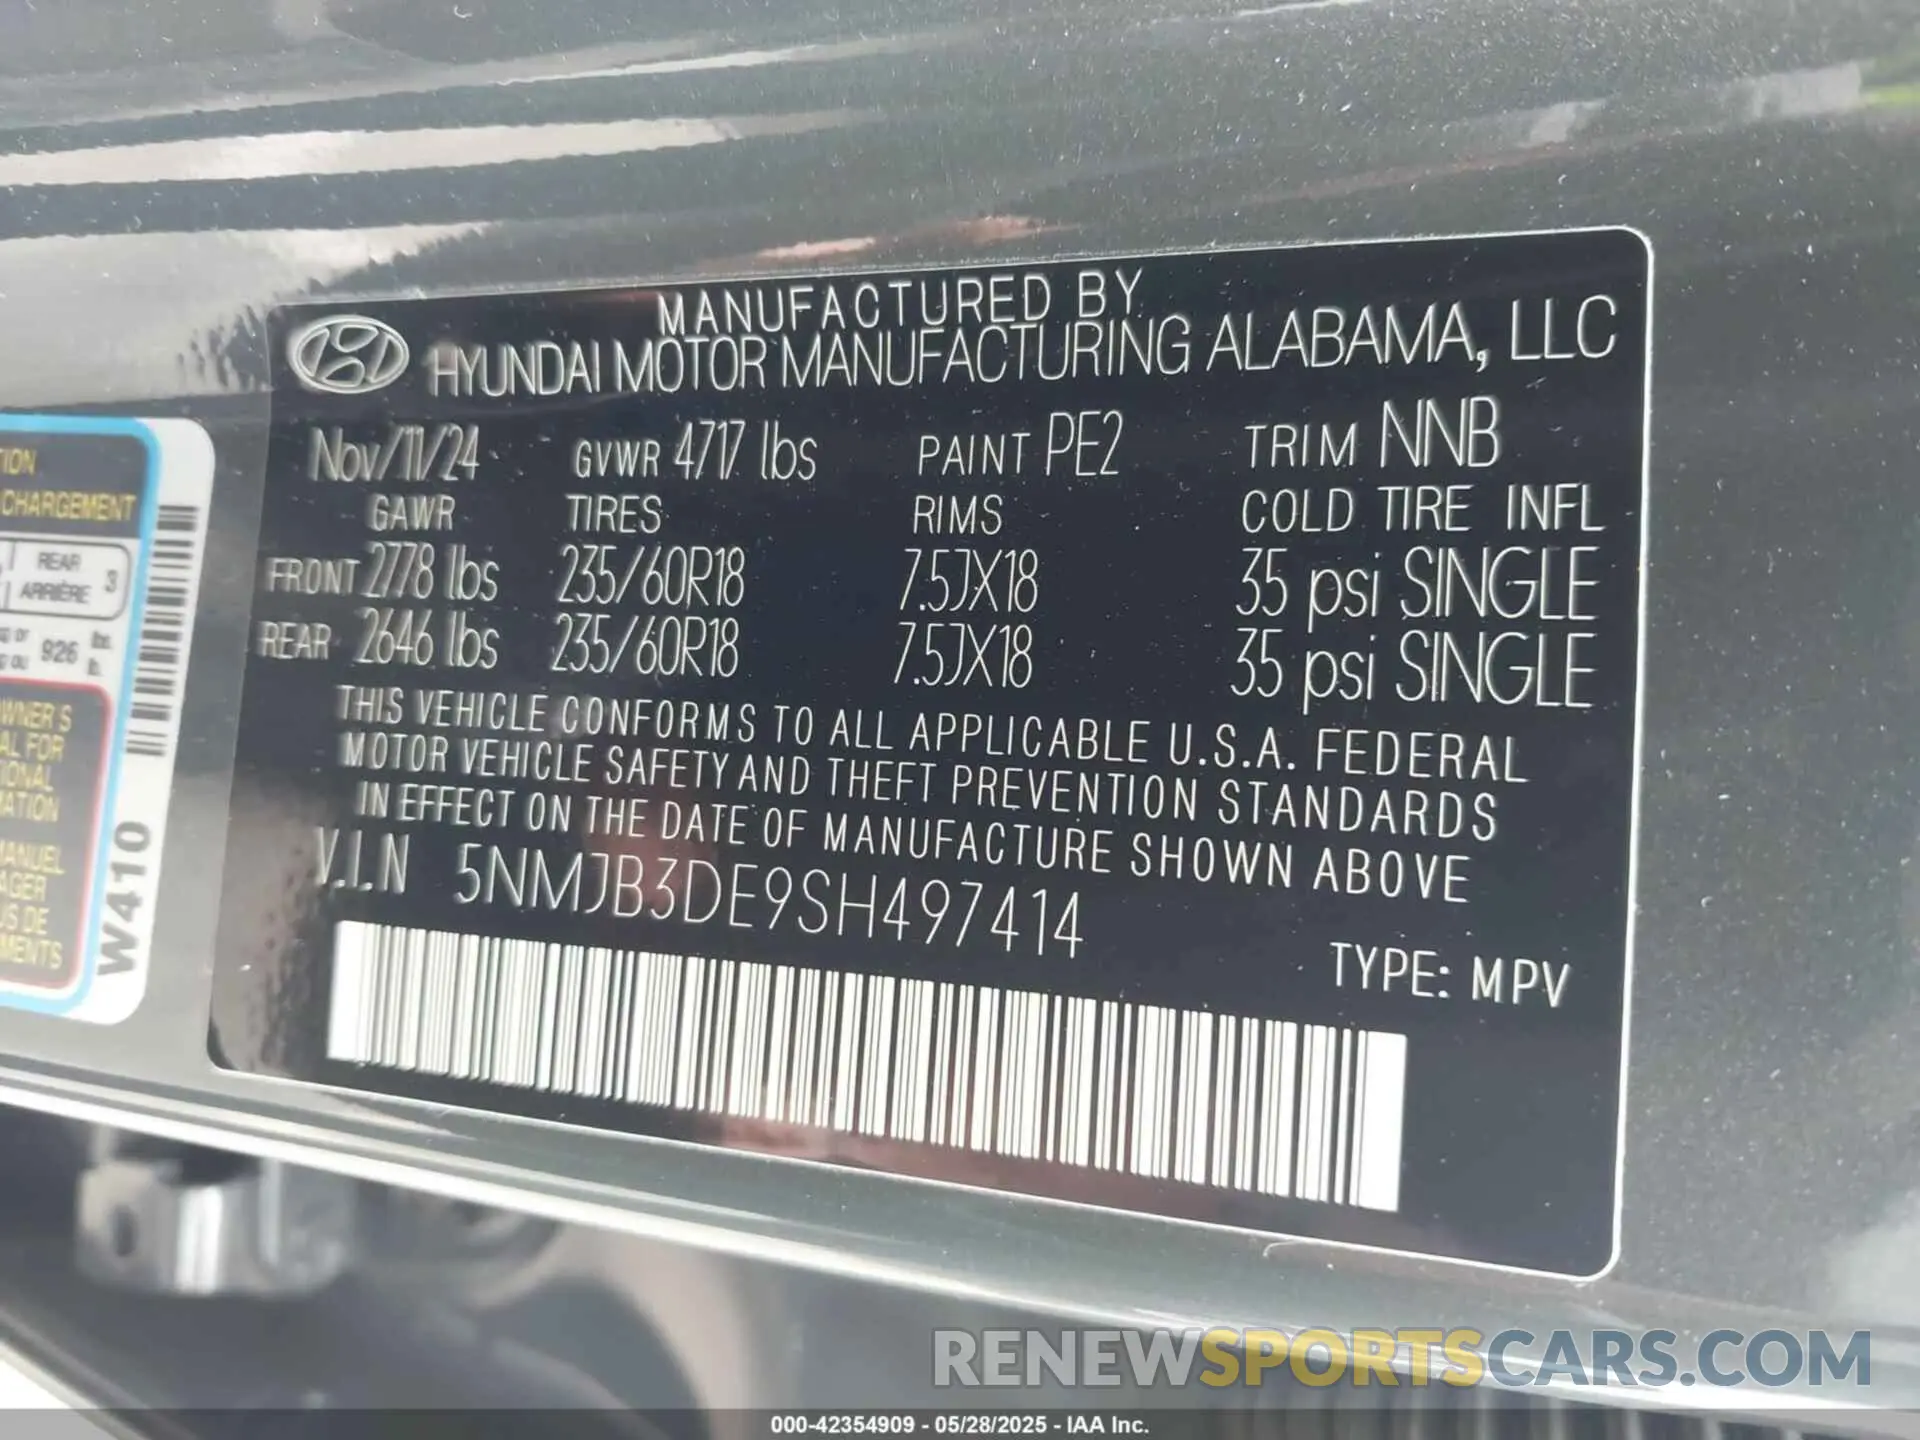 MANUFACTURED BY
HYUNDAI MOTOR MANUFACTURING ALABAMA, LLC
Nov/11/24 GVWR 4717 lbs PAINT PE2 TRIM NNB
GAWR TIRES RIMS COLD TIRE INFL
FRONT 2778 lbs 235/60R18 7.5JX18 35 psi SINGLE
REAR 2646 lbs 235/60R18 7.5JX18 35 psi SINGLE
THIS VEHICLE CONFORMS TO ALL APPLICABLE U.S.A. FEDERAL
MOTOR VEHICLE SAFETY AND THEFT PREVENTION STANDARDS
IN EFFECT ON THE DATE OF MANUFACTURE SHOWN ABOVE
V.I.N 5NMJB3DE9SH497414
TYPE: MPV
CHARGEMENT
REAR
ARRIÈRE 3
926
FOR
MANUEL
DE
W410
RENEWSPORTSCARS.COM
000-42354909 - 05/28/2025 - IAA Inc.